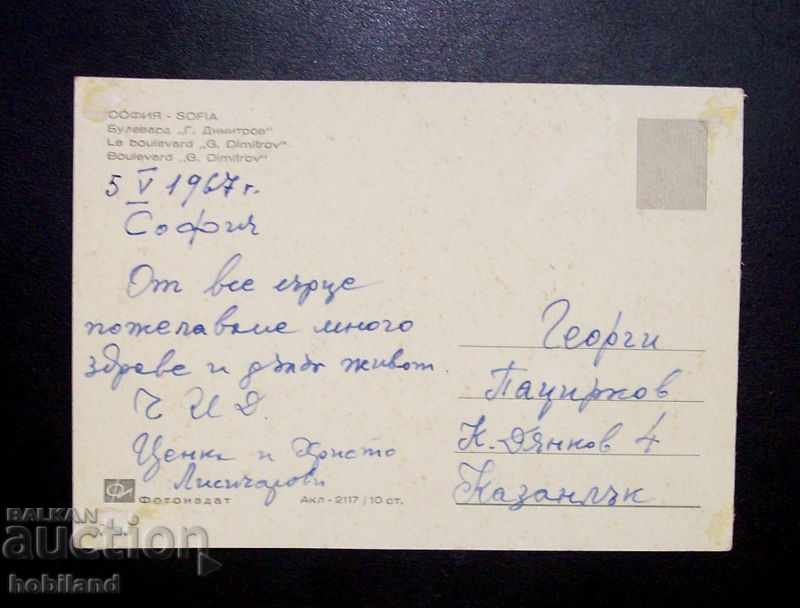 СОФИЯ - SOFIA
Булевард „Г. Димитров“
Le boulevard „G. Dimitrov“
Boulevard „G. Dimitrov“
5 V 1967 г.
София
От все сърце
пожелаваме много
здраве и дълъг живот.
Ч И Д.
Ценка и Христо
Лисичарови
Георги
Пацирков
К. Дянков 4
Казанлък
Фотоиздат Акл - 2117 / 10 ст.
BALKAN
auction
hobiland